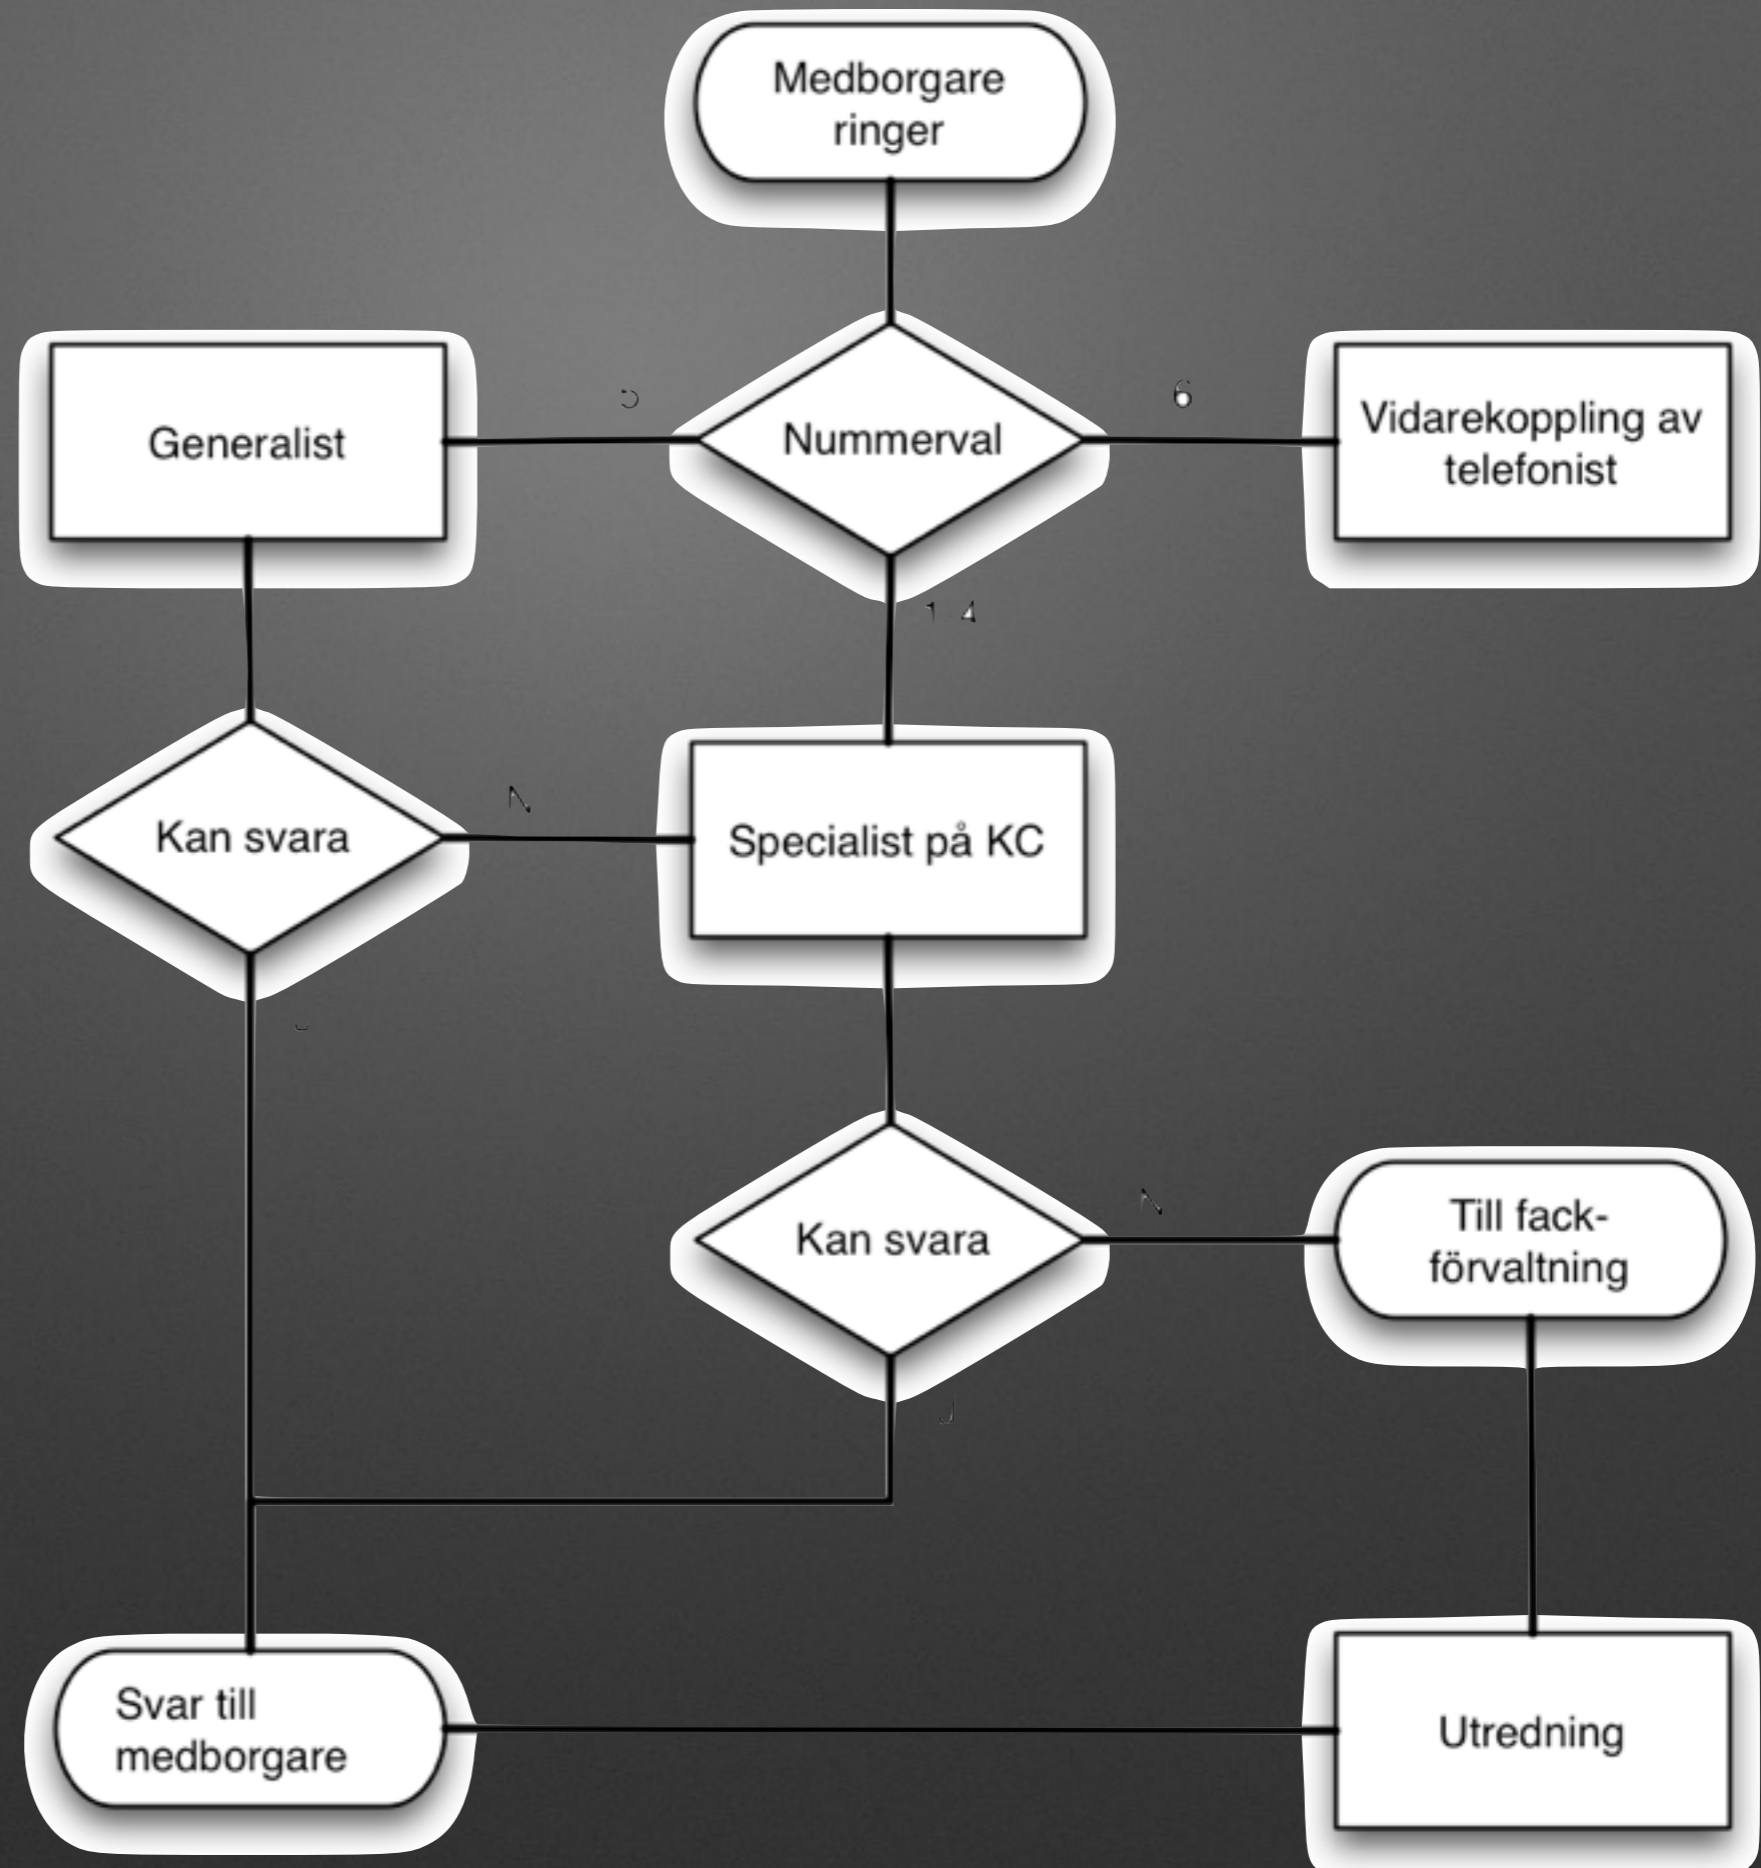 Medborgare
ringer
Generalist
Nummerval
6
Vidarekoppling av
telefonist
Kan svara
Specialist på KC
Kan svara
Till fack-
förvaltning
Svar till
medborgare
Utredning